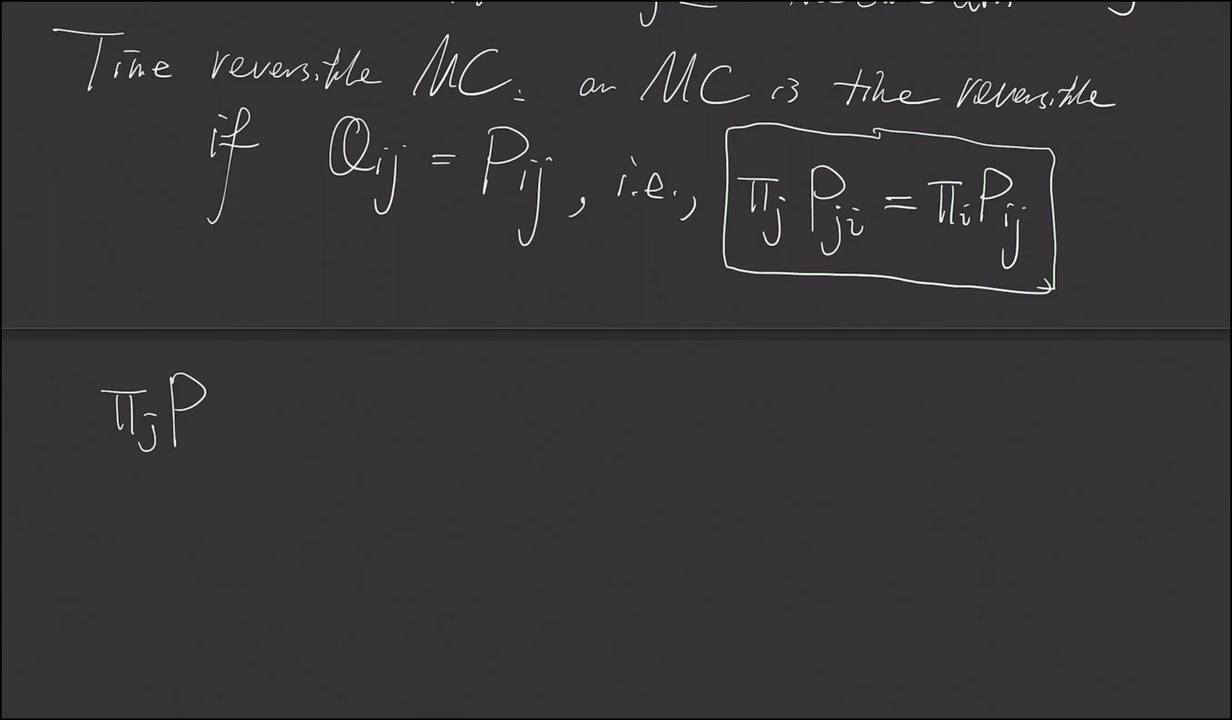 Time reversible MC: an MC is time reversible
if Qij = Pij, i.e., πj Pji = πi Pij
πj P